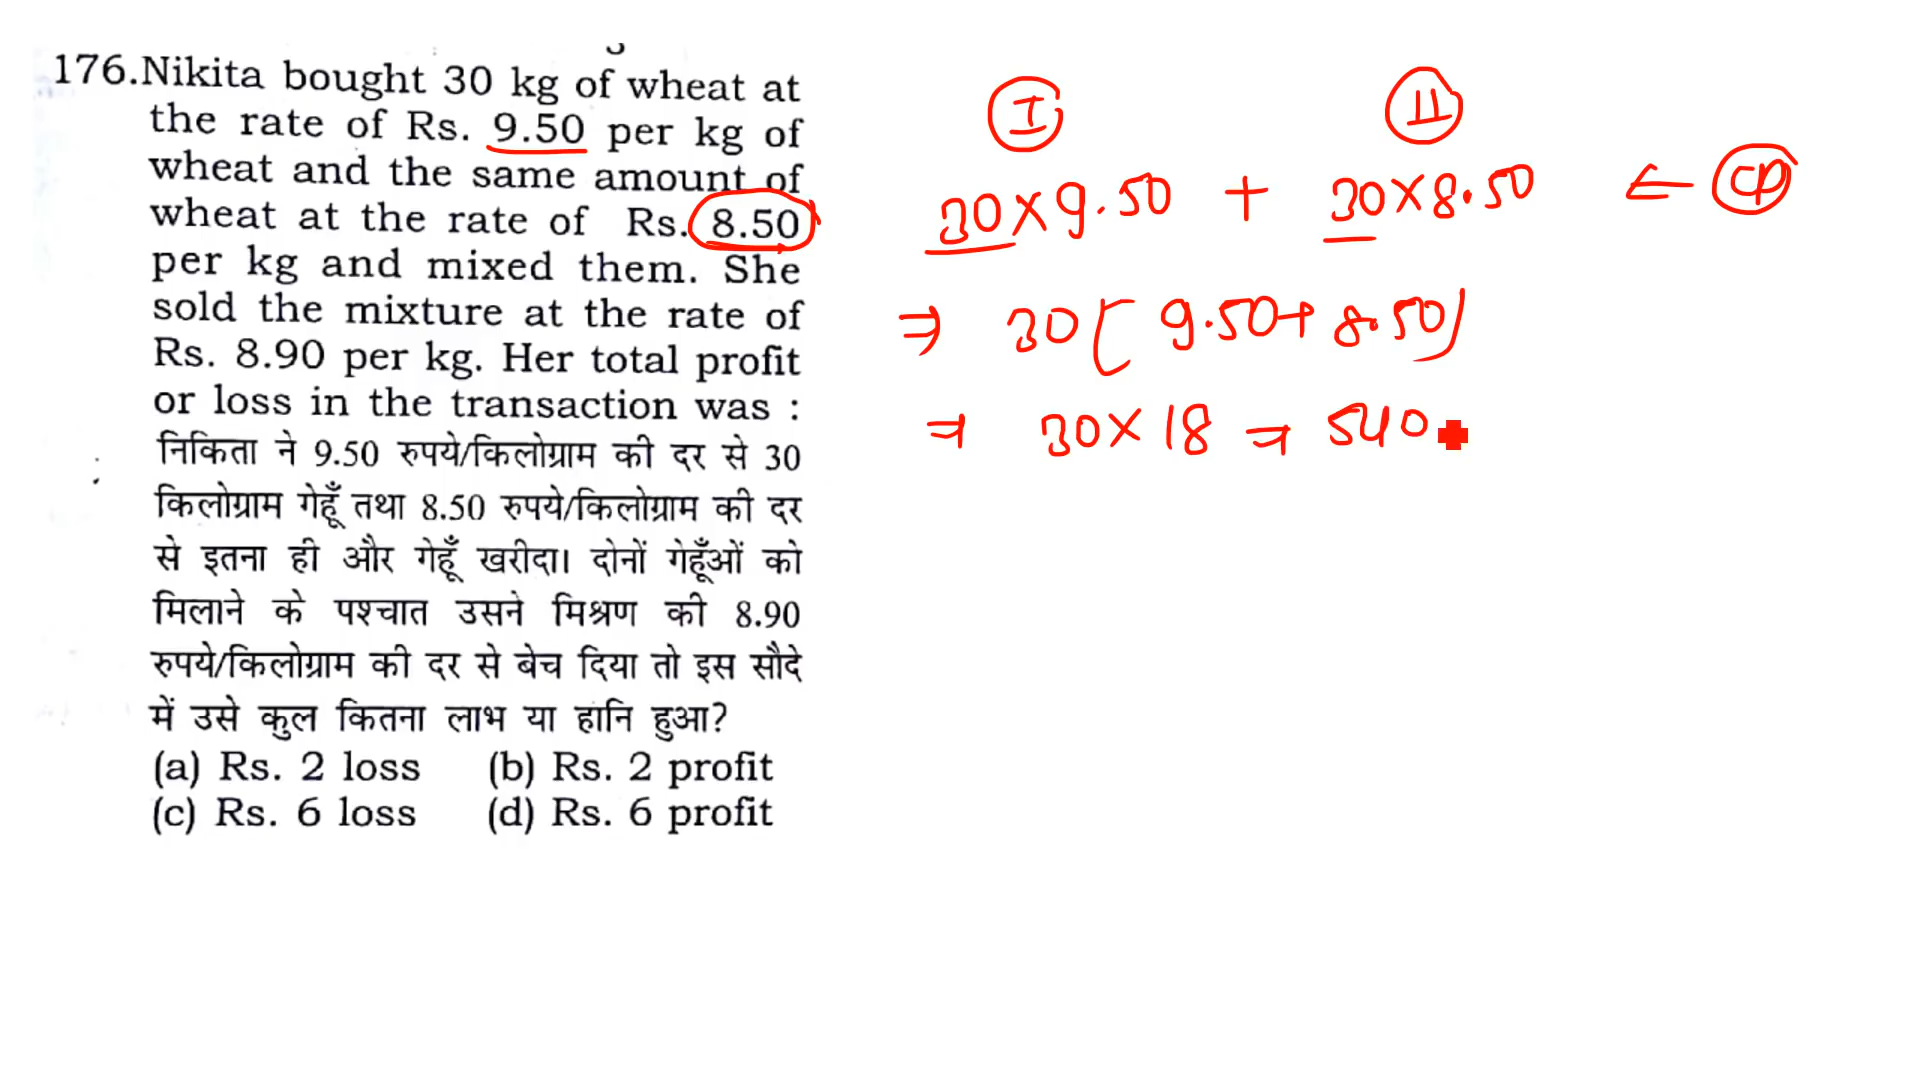 176.Nikita bought 30 kg of wheat at
the rate of Rs. 9.50 per kg of
wheat and the same amount of
wheat at the rate of Rs. 8.50
per kg and mixed them. She
sold the mixture at the rate of
Rs. 8.90 per kg. Her total profit
or loss in the transaction was :
निकिता ने 9.50 रुपये/किलोग्राम की दर से 30
किलोग्राम गेहूँ तथा 8.50 रुपये/किलोग्राम की दर
से इतना ही और गेहूँ खरीदा। दोनों गेहूँओं को
मिलाने के पश्चात उसने मिश्रण की 8.90
रुपये/किलोग्राम की दर से बेच दिया तो इस सौदे
में उसे कुल कितना लाभ या हानि हुआ?
(a) Rs. 2 loss (b) Rs. 2 profit
(c) Rs. 6 loss (d) Rs. 6 profit
I II
30×9.50 + 30×8.50 ← CP
⇒ 30(9.50+8.50)
⇒ 30×18 ⇒ 540